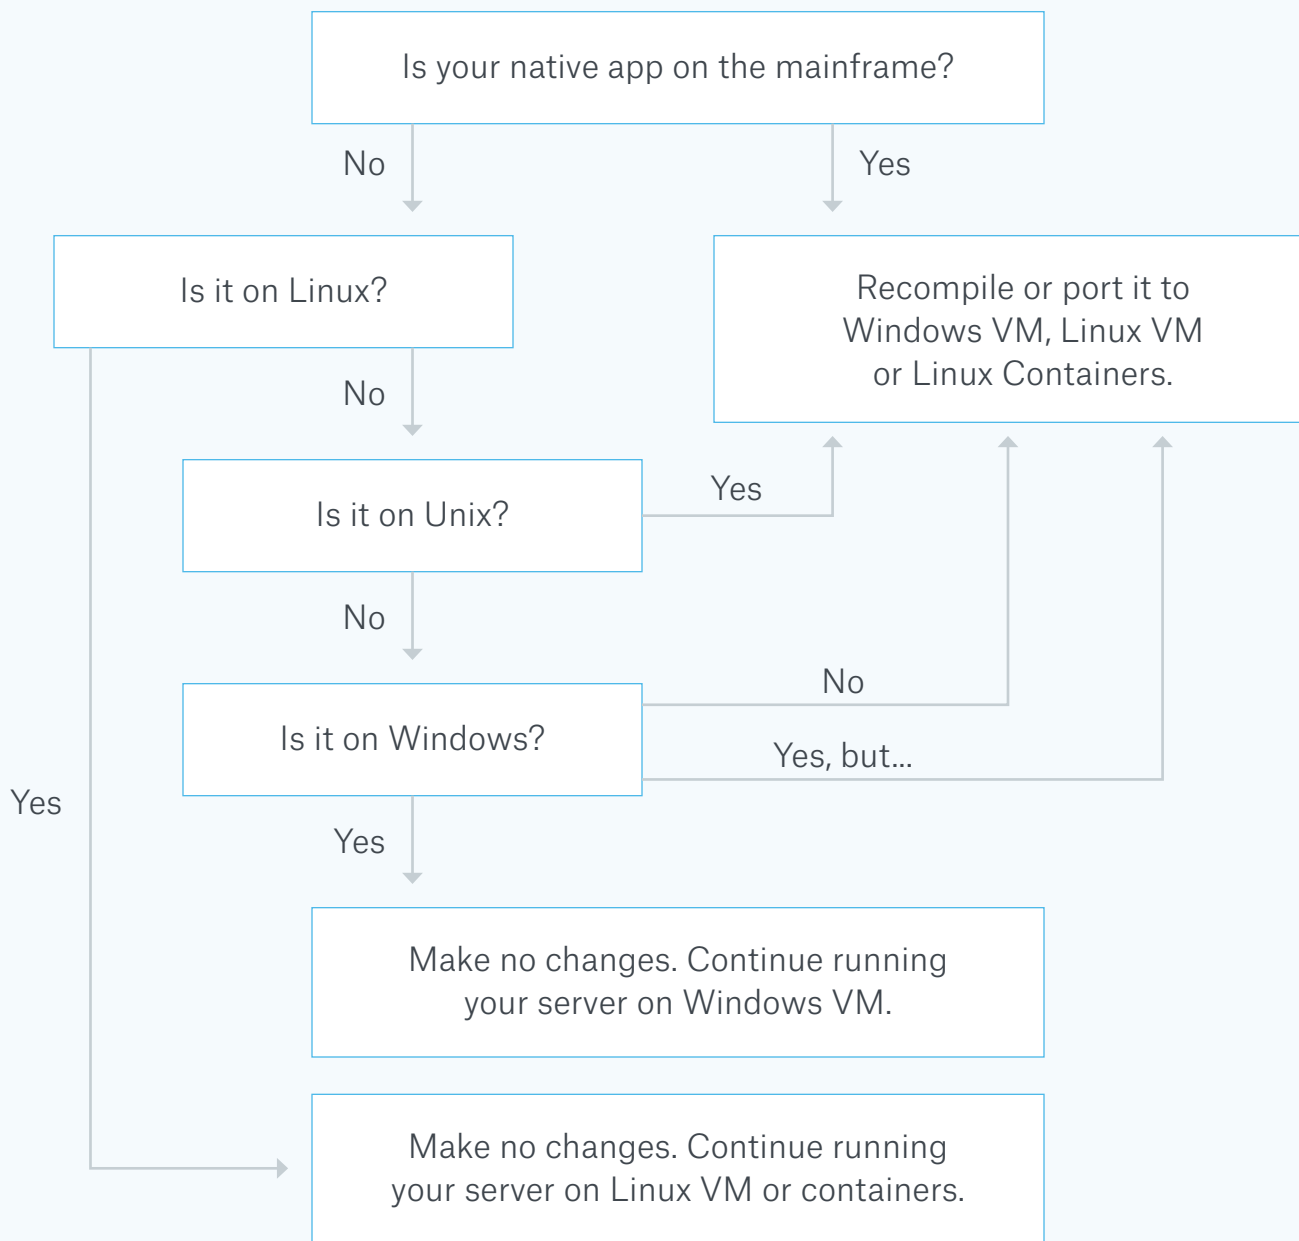 Is your native app on the mainframe?
No
Yes
Is it on Linux?
Recompile or port it to
Windows VM, Linux VM
or Linux Containers.
No
Is it on Unix?
Yes
No
Is it on Windows?
No
Yes, but...
Yes
Yes
Make no changes. Continue running
your server on Windows VM.
Make no changes. Continue running
your server on Linux VM or containers.